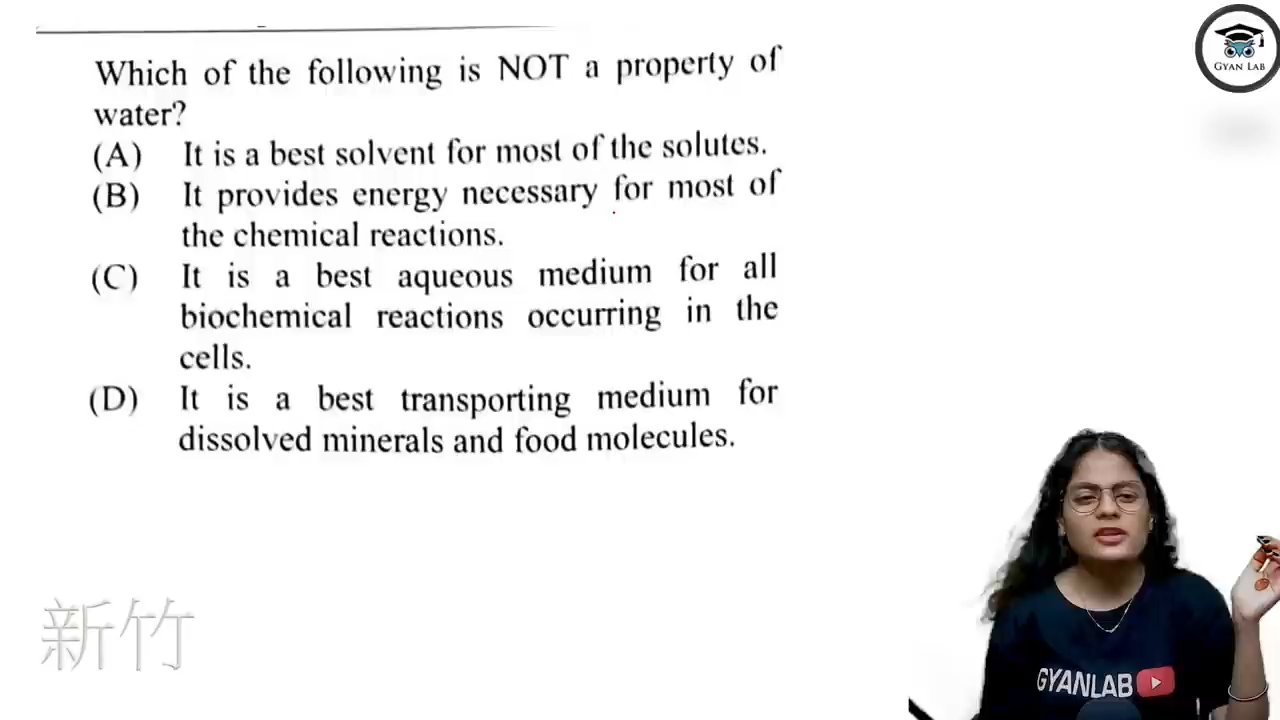 GYAN LAB
Which of the following is NOT a property of
water?
(A) It is a best solvent for most of the solutes.
(B) It provides energy necessary for most of
the chemical reactions.
(C) It is a best aqueous medium for all
biochemical reactions occurring in the
cells.
(D) It is a best transporting medium for
dissolved minerals and food molecules.
新竹
GYANLAB